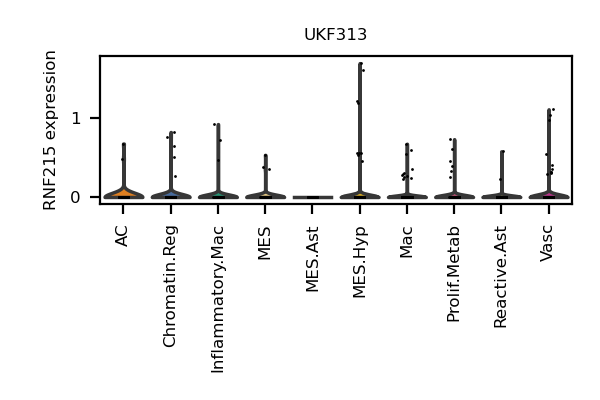 UKF313
RNF215 expression
1
0
AC
Chromatin.Reg
Inflammatory.Mac
MES
MES.Ast
MES.Hyp
Mac
Prolif.Metab
Reactive.Ast
Vasc